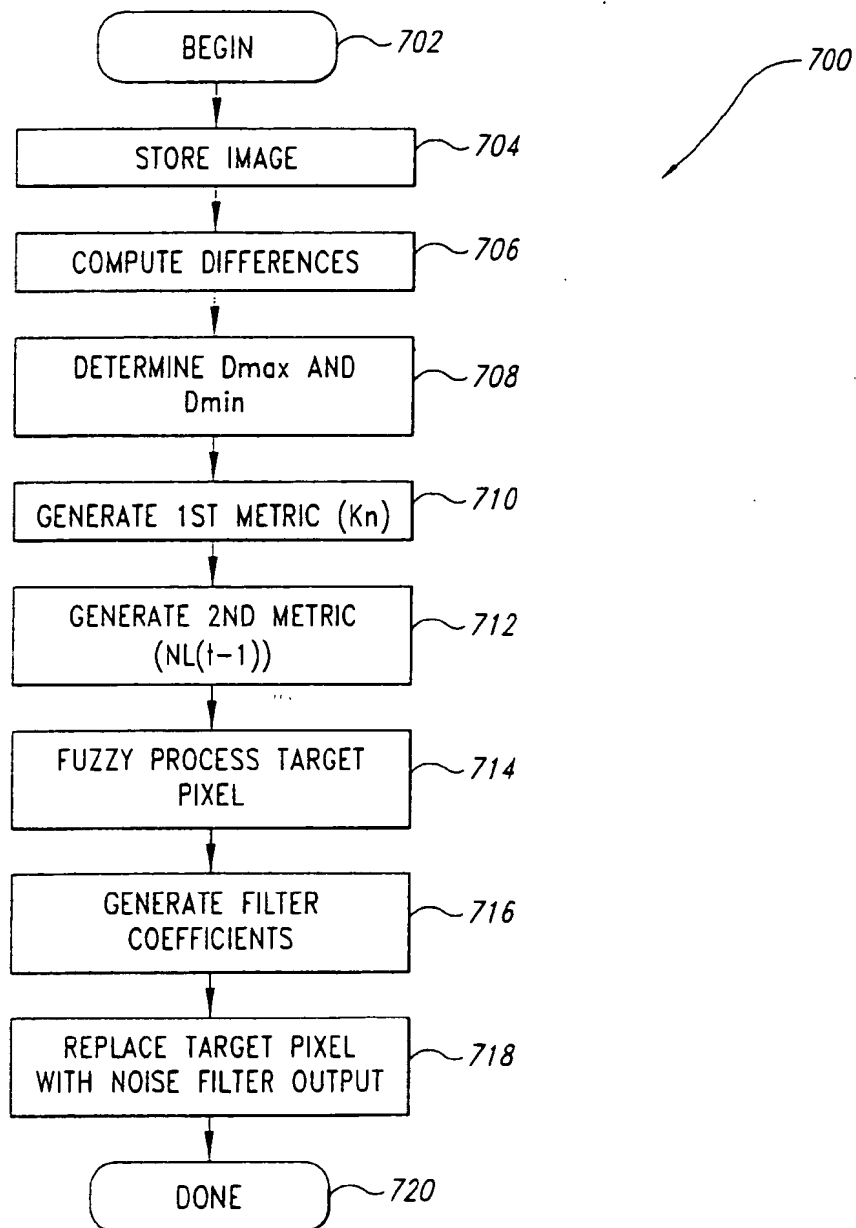 BEGIN
702
700
STORE IMAGE
704
COMPUTE DIFFERENCES
706
DETERMINE Dmax AND
Dmin
708
GENERATE 1ST METRIC (Kn)
710
GENERATE 2ND METRIC
(NL(t-1))
712
FUZZY PROCESS TARGET
PIXEL
714
GENERATE FILTER
COEFFICIENTS
716
REPLACE TARGET PIXEL
WITH NOISE FILTER OUTPUT
718
DONE
720